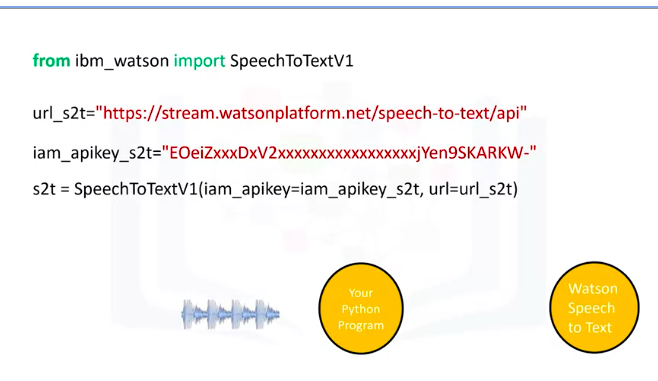 from ibm_watson import SpeechToTextV1
url_s2t="https://stream.watsonplatform.net/speech-to-text/api"
iam_apikey_s2t="EOeiZxxxDxV2xxxxxxxxxxxxxxxxxjYen9SKARKW-"
s2t = SpeechToTextV1(iam_apikey=iam_apikey_s2t, url=url_s2t)
Your
Python
Program
Watson
Speech
to Text